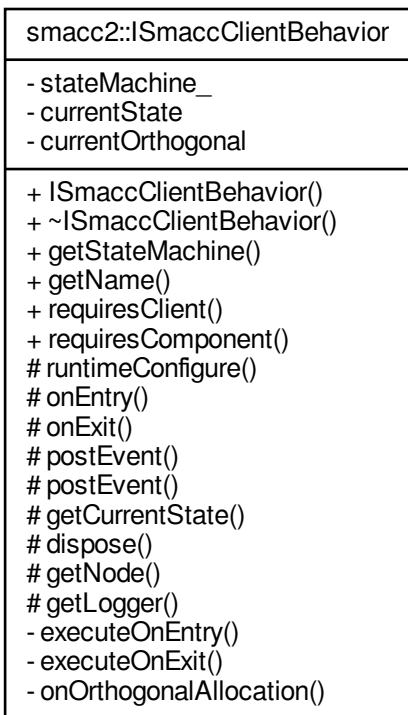 smacc2::ISmaccClientBehavior
- stateMachine_
- currentState
- currentOrthogonal
+ ISmaccClientBehavior()
+ ~ISmaccClientBehavior()
+ getStateMachine()
+ getName()
+ requiresClient()
+ requiresComponent()
# runtimeConfigure()
# onEntry()
# onExit()
# postEvent()
# postEvent()
# getCurrentState()
# dispose()
# getNode()
# getLogger()
- executeOnEntry()
- executeOnExit()
- onOrthogonalAllocation()